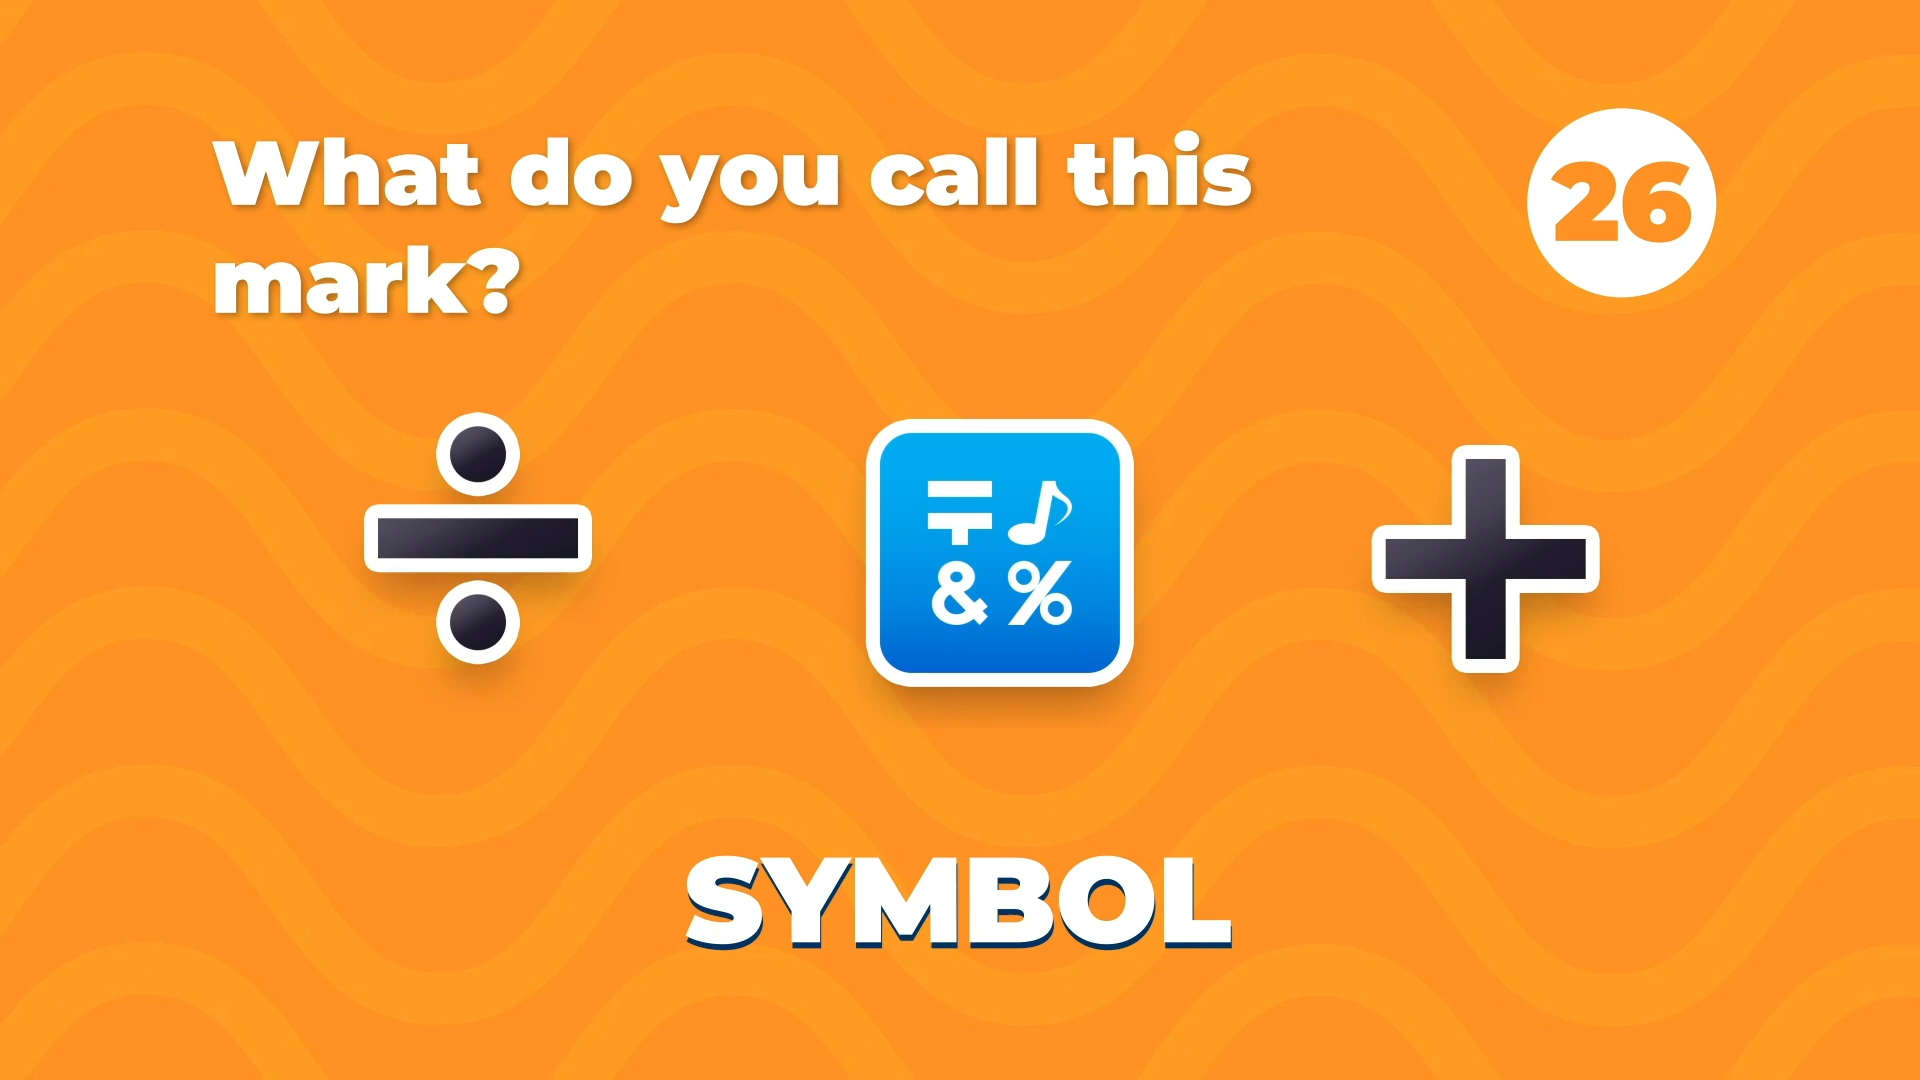 What do you call this
mark?
26
÷
〒♪
&%
+
SYMBOL